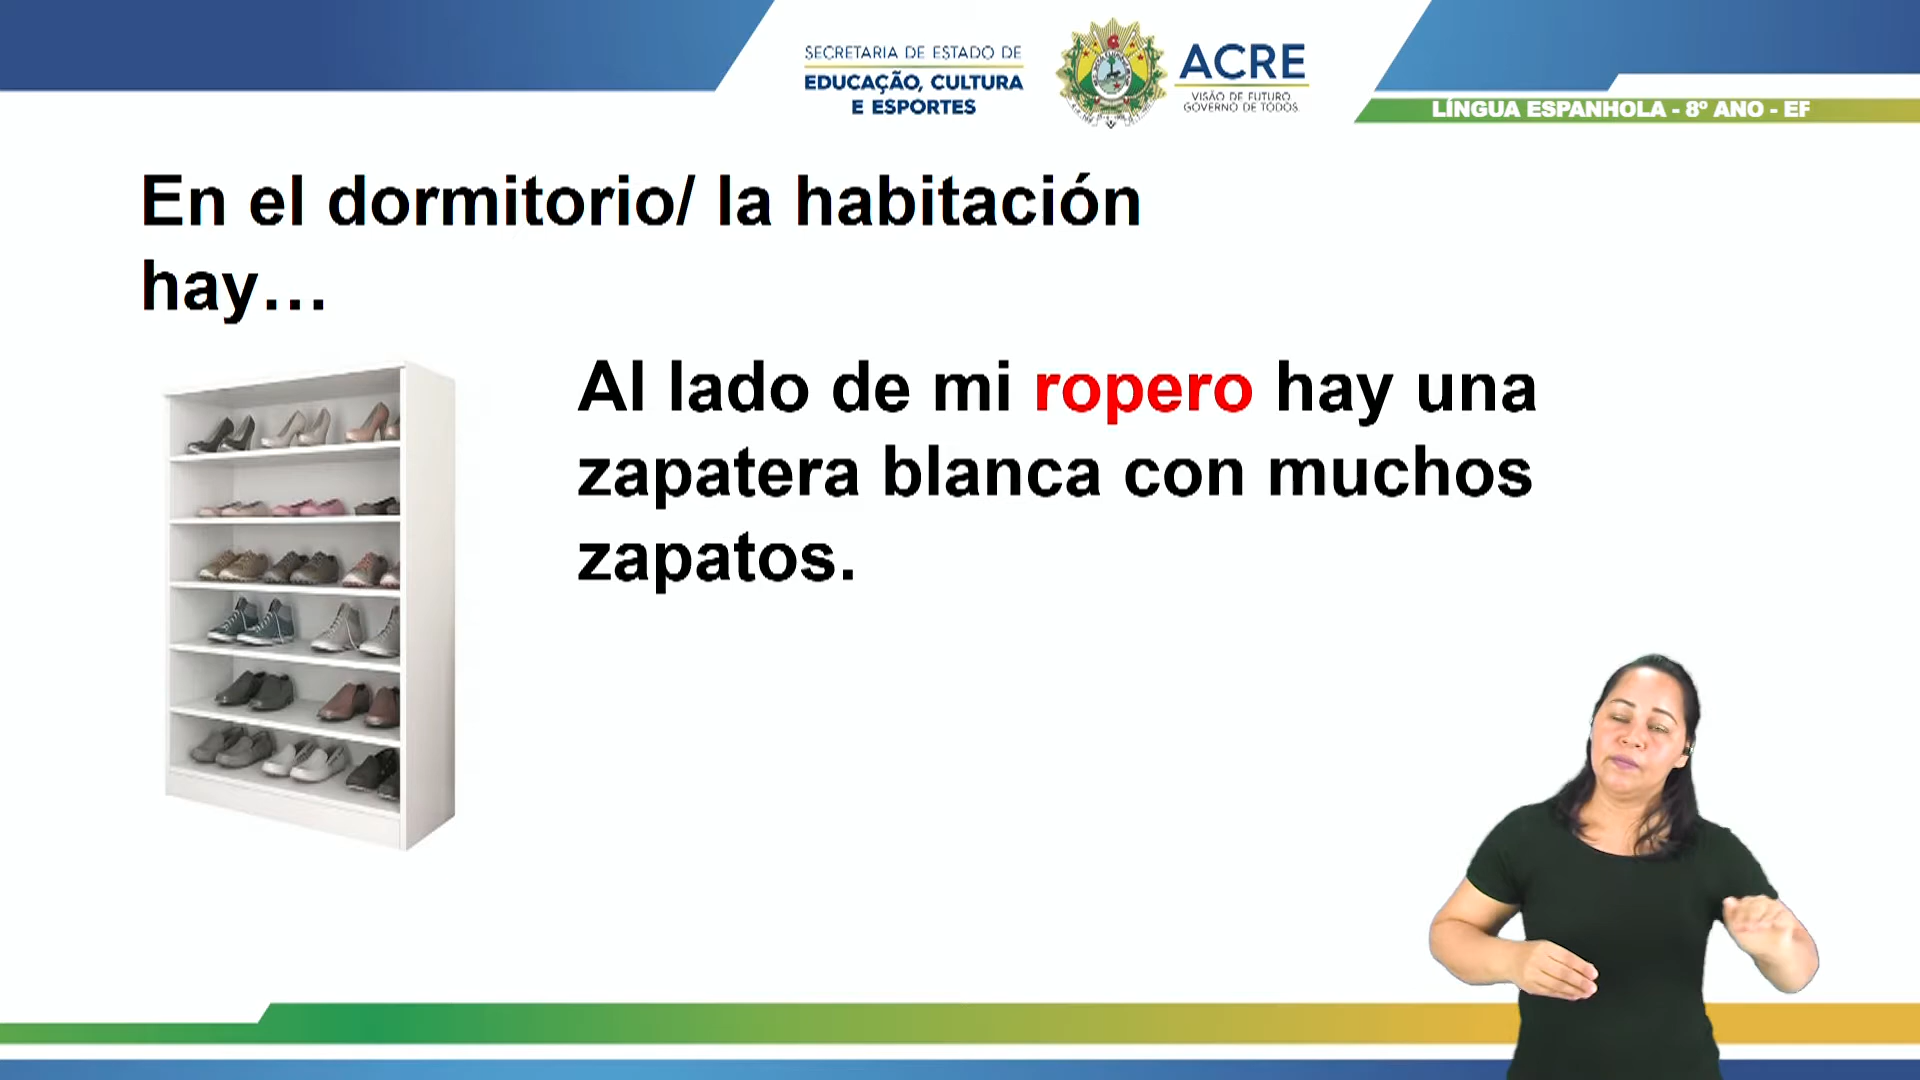 SECRETARIA DE ESTADO DE
EDUCAÇÃO, CULTURA
E ESPORTES
ACRE
VISÃO DE FUTURO
GOVERNO DE TODOS
LÍNGUA ESPANHOLA - 8º ANO - EF
En el dormitorio/ la habitación
hay…
Al lado de mi ropero hay una
zapatera blanca con muchos
zapatos.